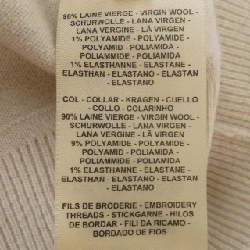 90% LAINE VIERGE - VIRGIN WOOL -
SCHURWOLLE - LANA VIRGEN -
LANA VERGINE - LÃ VIRGEN
1% POLYAMIDE - POLYAMIDE -
POLYAMID - POLIAMMIDE -
POLIAMIDA - POLIAMIDA
1% ELASTHANNE - ELASTANE -
ELASTHAN - ELASTANO - ELASTAN
- ELASTANO
COL - COLLAR - KRAGEN - CUELLO
COLLO - COLARINHO
90% LAINE VIERGE - VIRGIN WOOL
- SCHURWOLLE - LANA VIRGEN -
LANA VERGINE - LÃ VIRGEN
9% POLYAMIDE - POLYAMIDE -
POLYAMID - POLIAMMIDE -
POLIAMIDA - POLIAMIDA
1% ELASTHANNE - ELASTANE -
ELASTHAN - ELASTANO - ELASTAN
- ELASTANO
FILS DE BRODERIE - EMBROIDERY
THREADS - STICKGARNE - HILOS
DE BORDAR - FILI DA RICAMO -
BORDADO DE FIOS